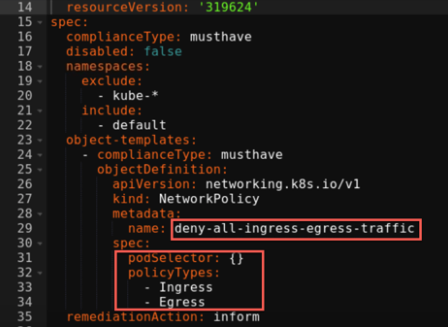 14 resourceVersion: '319624'
15 spec:
16 complianceType: musthave
17 disabled: false
18 namespaces:
19 exclude:
20 - kube-*
21 include:
22 - default
23 object-templates:
24 - complianceType: musthave
25 objectDefinition:
26 apiVersion: networking.k8s.io/v1
27 kind: NetworkPolicy
28 metadata:
29 name: deny-all-ingress-egress-traffic
30 spec:
31 podSelector: {}
32 policyTypes:
33 - Ingress
34 - Egress
35 remediationAction: inform